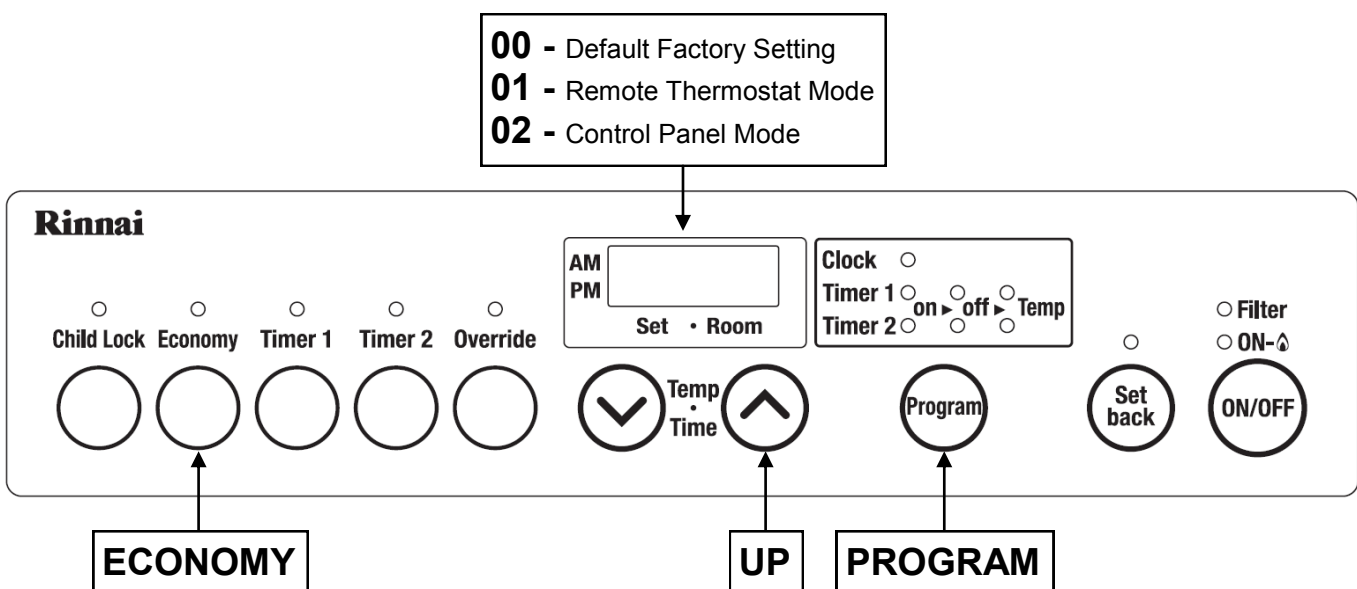 00 - Default Factory Setting
01 - Remote Thermostat Mode
02 - Control Panel Mode
Rinnai
Child Lock
Economy
Timer 1
Timer 2
Override
AM
PM
Set • Room
Temp
•
Time
Clock
Timer 1
Timer 2
on ► off ► Temp
Program
Set
back
Filter
ON-
ON/OFF
ECONOMY
UP
PROGRAM